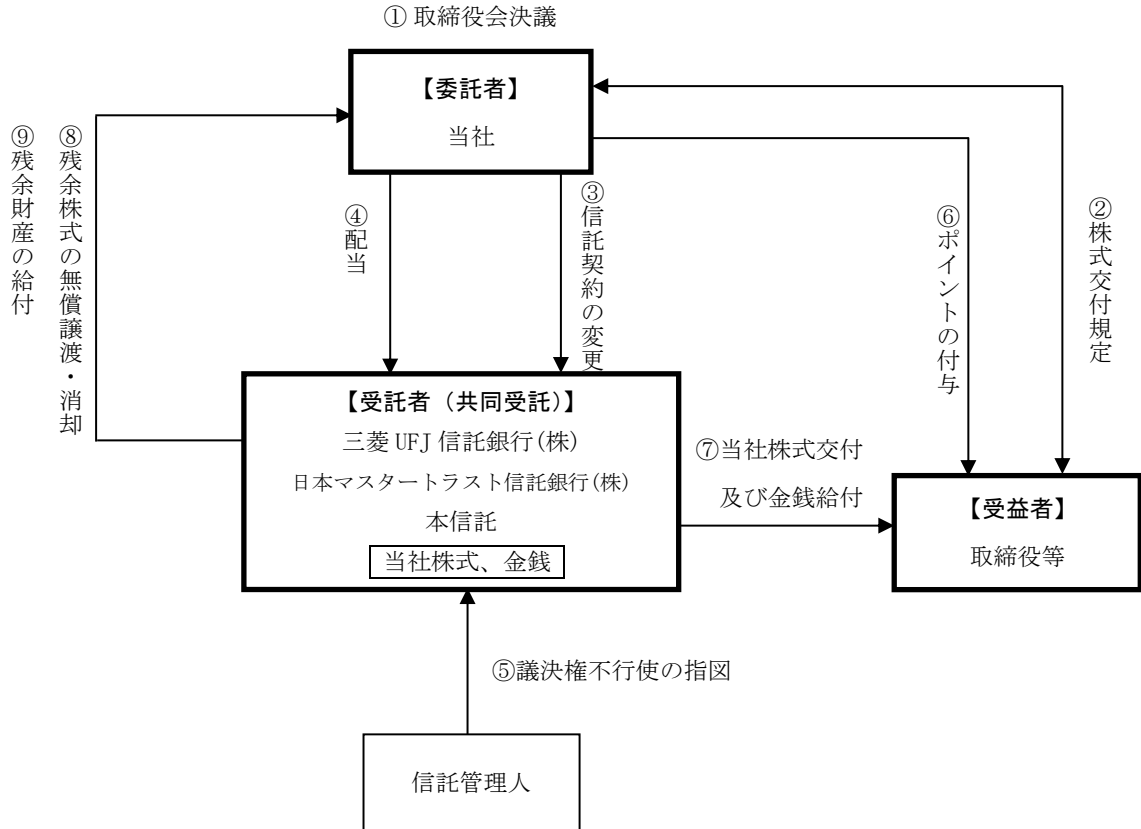 ① 取締役会決議
【委託者】
当社
⑨残余財産の給付
⑧残余株式の無償譲渡・消却
④配当
③信託契約の変更
⑥ポイントの付与
②株式交付規定
【受託者（共同受託）】
三菱 UFJ 信託銀行(株)
日本マスタートラスト信託銀行(株)
本信託
当社株式、金銭
⑦当社株式交付
及び金銭給付
【受益者】
取締役等
⑤議決権不行使の指図
信託管理人